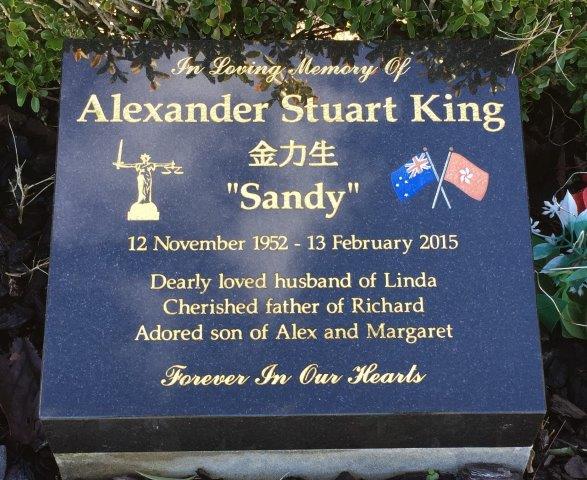 In Loving Memory Of
Alexander Stuart King
金力生
"Sandy"
12 November 1952 - 13 February 2015
Dearly loved husband of Linda
Cherished father of Richard
Adored son of Alex and Margaret
Forever In Our Hearts